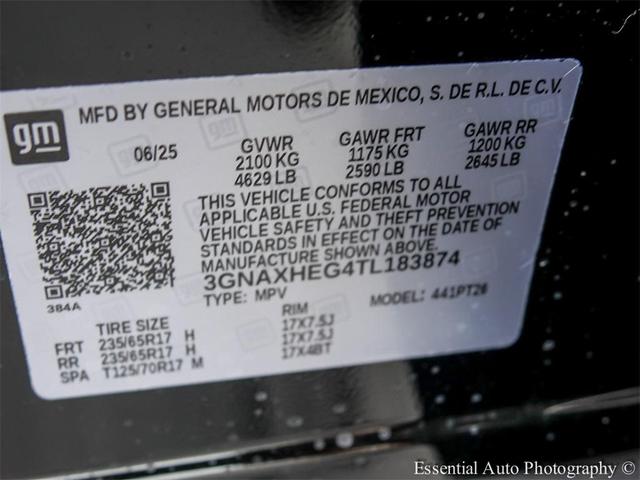 gm
MFD BY GENERAL MOTORS DE MEXICO, S. DE R.L. DE C.V.
06/25 GVWR GAWR FRT GAWR RR
2100 KG 1175 KG 1200 KG
4629 LB 2590 LB 2645 LB
THIS VEHICLE CONFORMS TO ALL
APPLICABLE U.S. FEDERAL MOTOR
VEHICLE SAFETY AND THEFT PREVENTION
STANDARDS IN EFFECT ON THE DATE OF
MANUFACTURE SHOWN ABOVE.
3GNAXHEG4TL183874
384A TYPE: MPV MODEL: 441PT26
TIRE SIZE RIM
FRT 235/65R17 H 17X7.5J
RR 235/65R17 H 17X7.5J
SPA T125/70R17 M 17X4BT
Essential Auto Photography ©